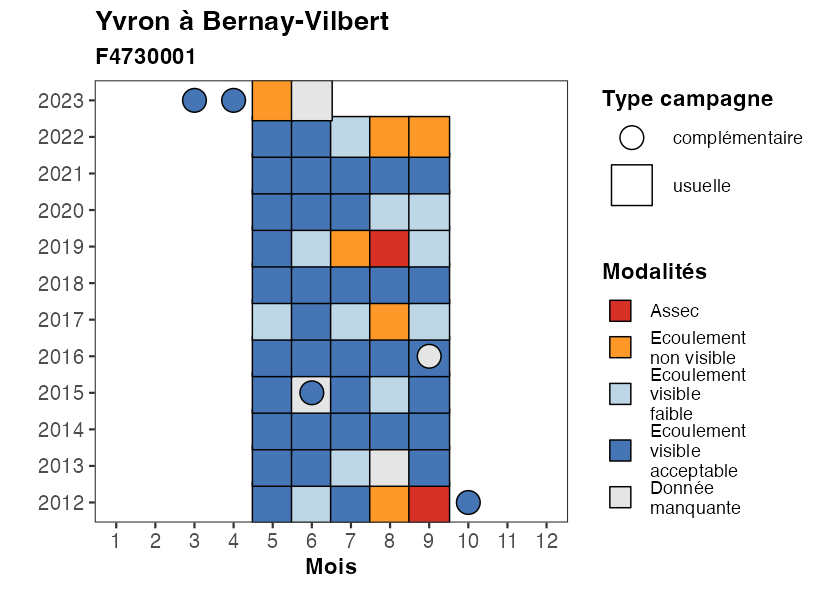 Yvron à Bernay-Vilbert
F4730001
2023
2022
2021
2020
2019
2018
2017
2016
2015
2014
2013
2012
1 2 3 4 5 6 7 8 9 10 11 12
Mois
Type campagne
complémentaire
usuelle
Modalités
Assec
Ecoulement
non visible
Ecoulement
visible
faible
Ecoulement
visible
acceptable
Donnée
manquante